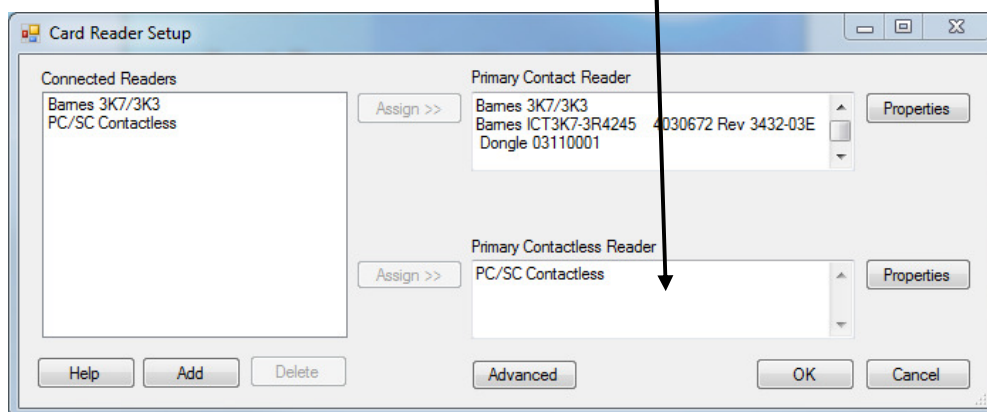 Card Reader Setup
Connected Readers
Barnes 3K7/3K3
PC/SC Contactless
Assign >>
Primary Contact Reader
Barnes 3K7/3K3
Barnes ICT3K7-3R4245 4030672 Rev 3432-03E
Dongle 03110001
Properties
Assign >>
Primary Contactless Reader
PC/SC Contactless
Properties
Help
Add
Delete
Advanced
OK
Cancel